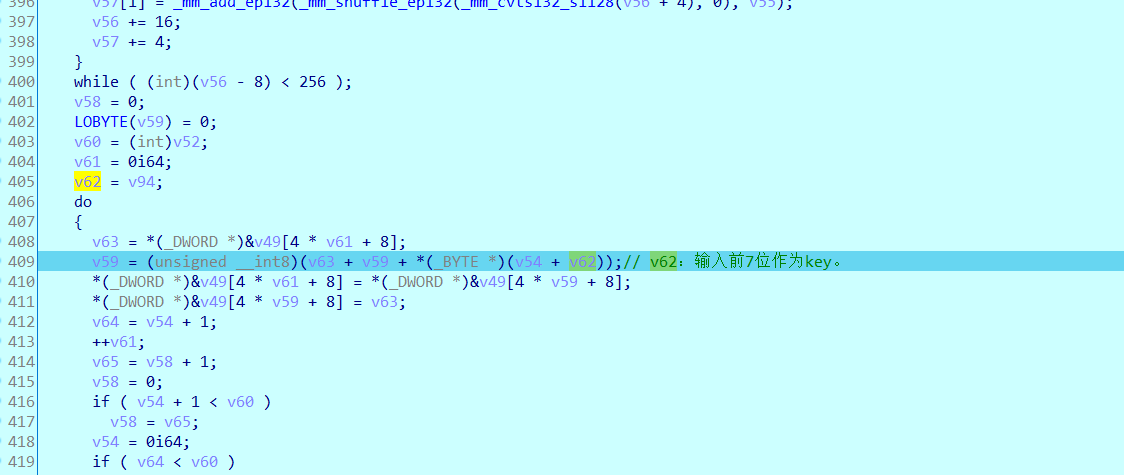 396 v57[1] = _mm_add_epi32(_mm_shuffle_epi32(_mm_cvtsi32_si128(v56 + 4), 0), v55);
397 v56 += 16;
398 v57 += 4;
399 }
400 while ( (int)(v56 - 8) < 256 );
401 v58 = 0;
402 LOBYTE(v59) = 0;
403 v60 = (int)v52;
404 v61 = 0i64;
405 v62 = v94;
406 do
407 {
408 v63 = *(_DWORD *)&v49[4 * v61 + 8];
409 v59 = (unsigned __int8)(v63 + v59 + *(_BYTE *)(v54 + v62));// v62：输入前7位作为key。
410 *(_DWORD *)&v49[4 * v61 + 8] = *(_DWORD *)&v49[4 * v59 + 8];
411 *(_DWORD *)&v49[4 * v59 + 8] = v63;
412 v64 = v54 + 1;
413 ++v61;
414 v65 = v58 + 1;
415 v58 = 0;
416 if ( v54 + 1 < v60 )
417 v58 = v65;
418 v54 = 0i64;
419 if ( v64 < v60 )